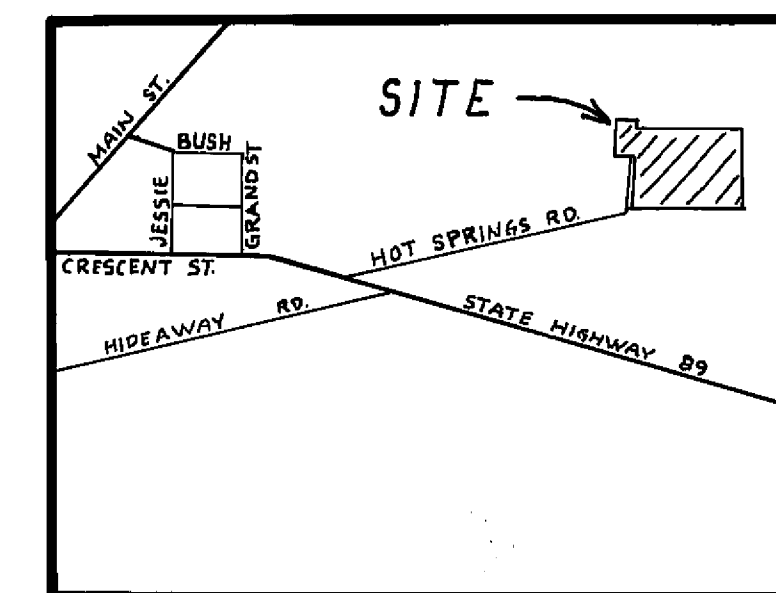 SITE
MAIN ST.
BUSH
JESSIE
GRAND ST
CRESCENT ST.
HOT SPRINGS RD.
HIDEAWAY RD.
STATE HIGHWAY 89